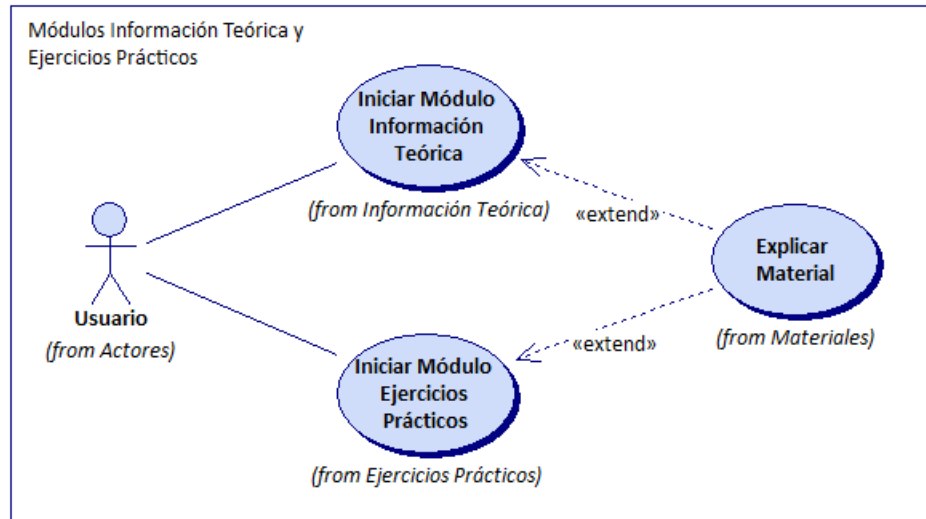 Módulos Información Teórica y
Ejercicios Prácticos
Iniciar Módulo
Información
Teórica
(from Información Teórica)
«extend»
Explicar
Material
(from Materiales)
Usuario
(from Actores)
«extend»
Iniciar Módulo
Ejercicios
Prácticos
(from Ejercicios Prácticos)